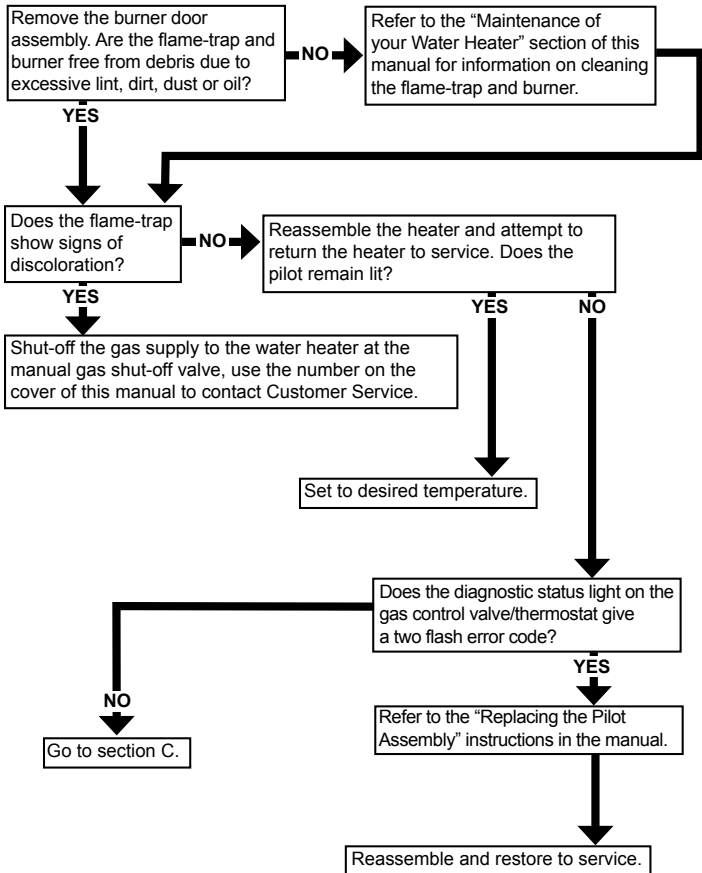 Remove the burner door
assembly. Are the flame-trap and
burner free from debris due to
excessive lint, dirt, dust or oil?
NO
Refer to the “Maintenance of
your Water Heater” section of this
manual for information on cleaning
the flame-trap and burner.
YES
Does the flame-trap
show signs of
discoloration?
NO
Reassemble the heater and attempt to
return the heater to service. Does the
pilot remain lit?
YES
YES
NO
Shut-off the gas supply to the water heater at the
manual gas shut-off valve, use the number on the
cover of this manual to contact Customer Service.
Set to desired temperature.
Does the diagnostic status light on the
gas control valve/thermostat give
a two flash error code?
YES
NO
Refer to the “Replacing the Pilot
Assembly” instructions in the manual.
Go to section C.
Reassemble and restore to service.